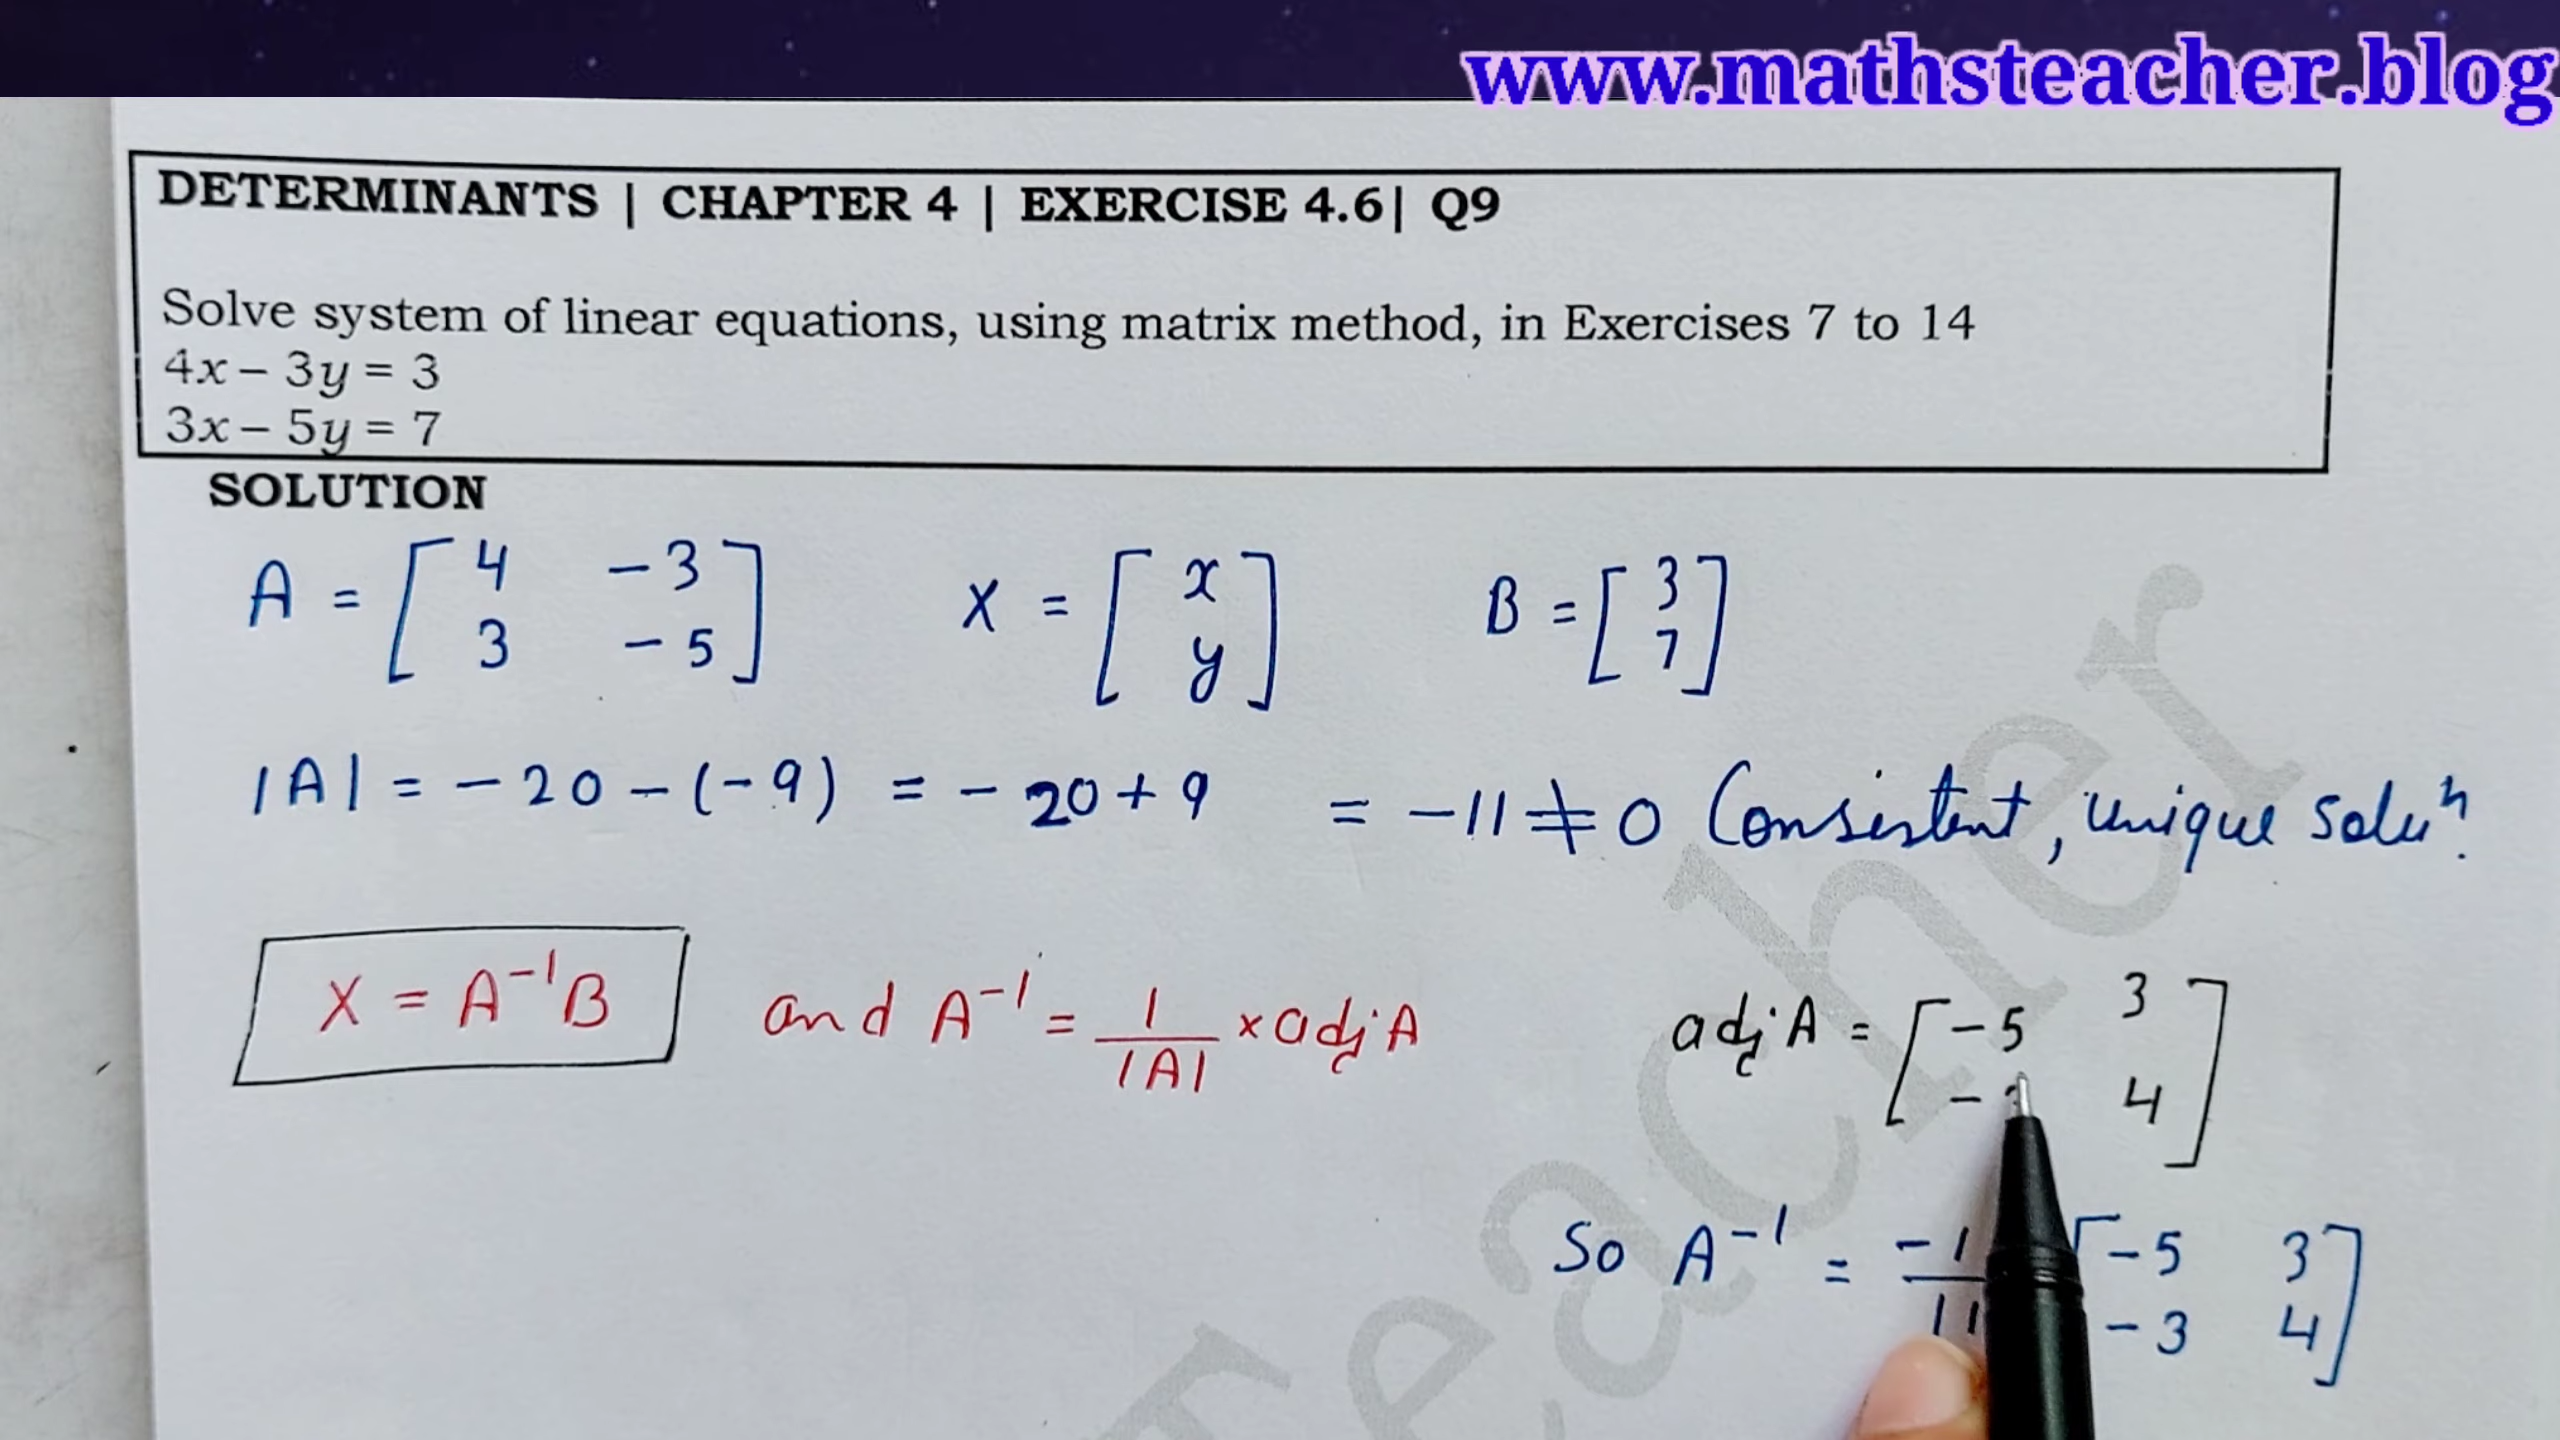 www.mathsteacher.blog
DETERMINANTS | CHAPTER 4 | EXERCISE 4.6| Q9
Solve system of linear equations, using matrix method, in Exercises 7 to 14
4x – 3y = 3
3x – 5y = 7
SOLUTION
A = [4 -3; 3 -5] X = [x; y] B = [3; 7]
|A| = -20 - (-9) = -20 + 9 = -11 ≠ 0 Consistent, unique soluⁿ.
X = A⁻¹B and A⁻¹ = 1/|A| × adj A adj A = [-5 3; - 4]
So A⁻¹ = -1/11 [-5 3; -3 4]
Teacher